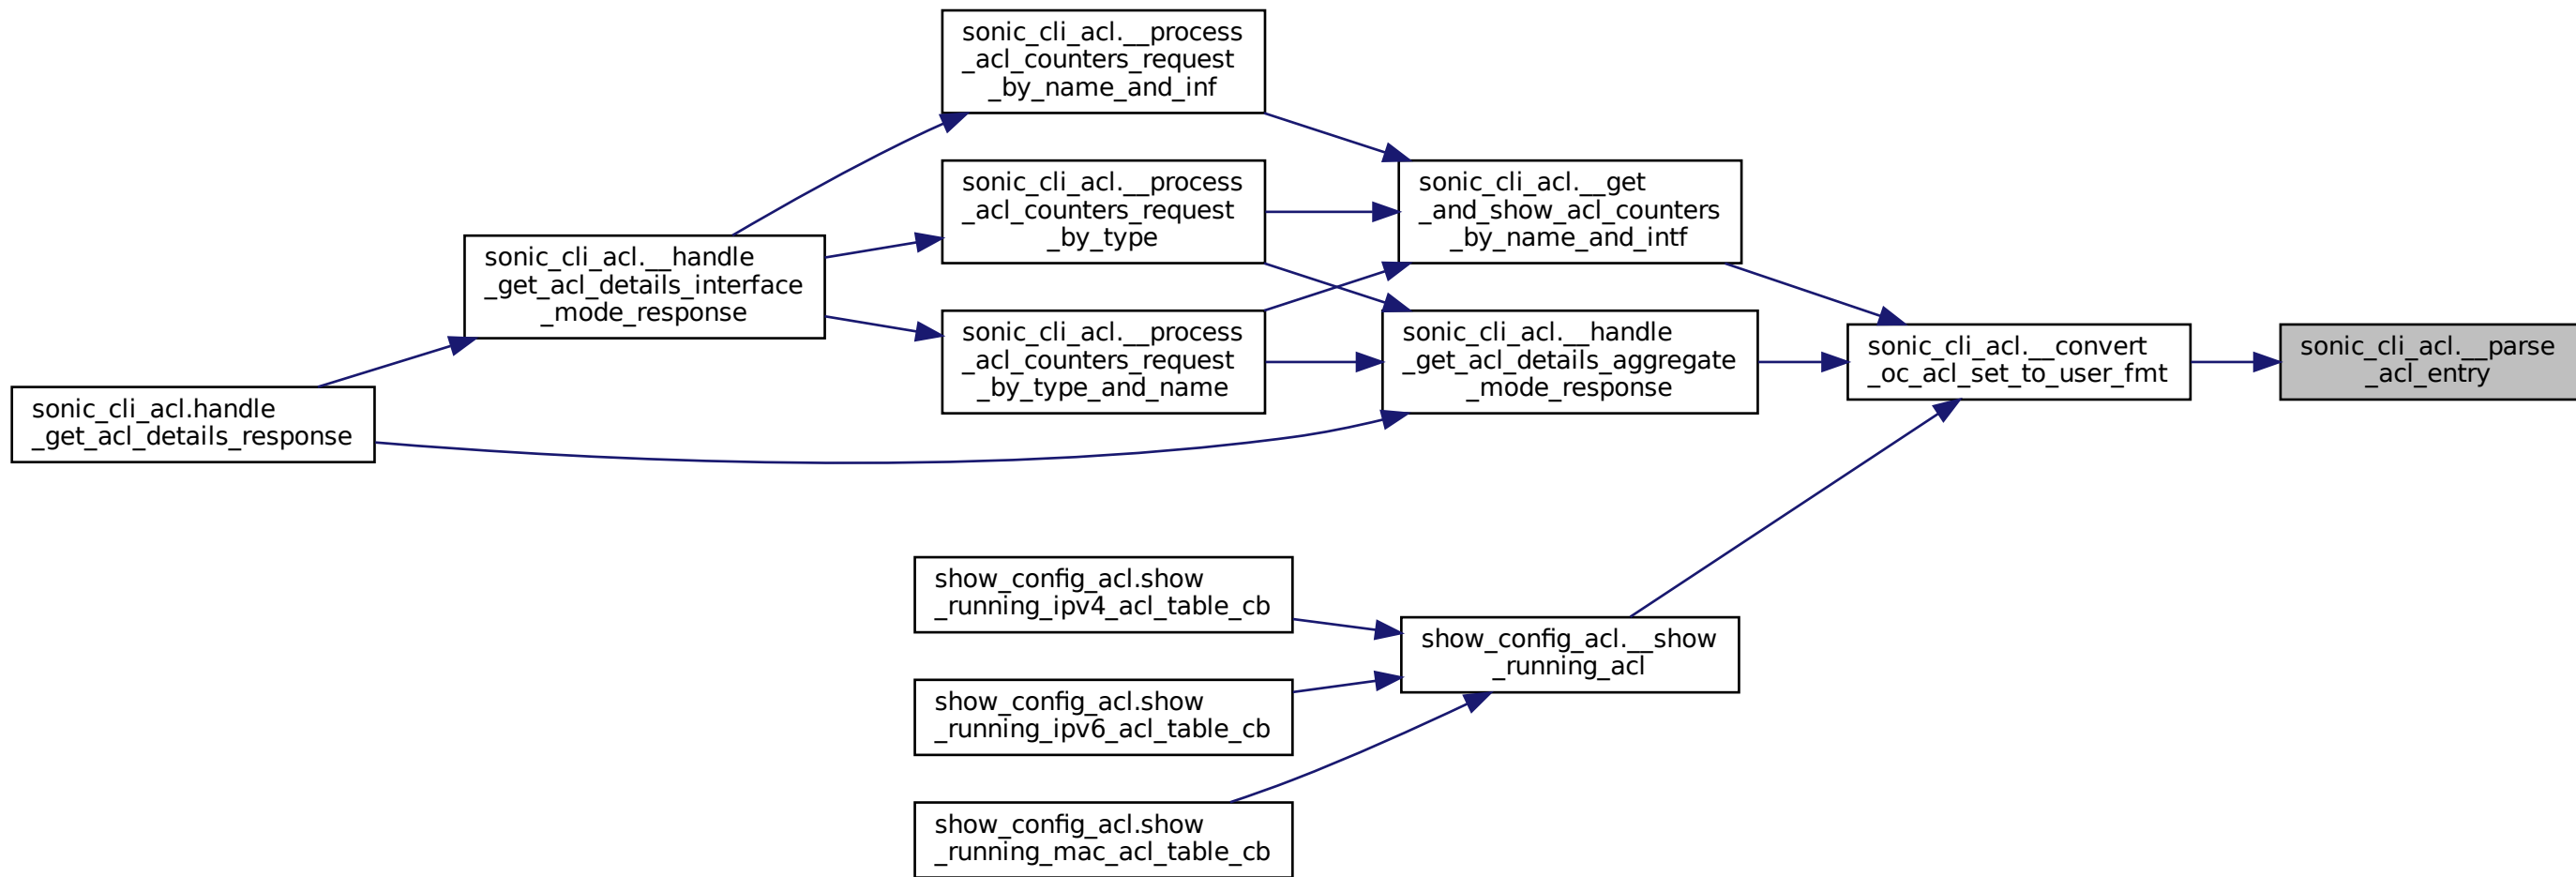 sonic_cli_acl.__process
_acl_counters_request
_by_name_and_inf
sonic_cli_acl.__process
_acl_counters_request
_by_type
sonic_cli_acl.__get
_and_show_acl_counters
_by_name_and_intf
sonic_cli_acl.__handle
_get_acl_details_interface
_mode_response
sonic_cli_acl.__process
_acl_counters_request
_by_type_and_name
sonic_cli_acl.__handle
_get_acl_details_aggregate
_mode_response
sonic_cli_acl.__convert
_oc_acl_set_to_user_fmt
sonic_cli_acl.__parse
_acl_entry
sonic_cli_acl.handle
_get_acl_details_response
show_config_acl.show
_running_ipv4_acl_table_cb
show_config_acl.__show
_running_acl
show_config_acl.show
_running_ipv6_acl_table_cb
show_config_acl.show
_running_mac_acl_table_cb